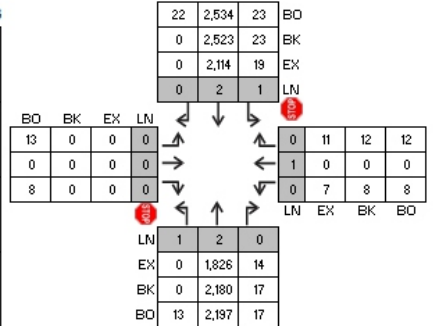 22 2,534 23 BO
0 2,523 23 BK
0 2,114 19 EX
0 2 1 LN
STOP
BO BK EX LN
13 0 0 0
0 0 0 0
8 0 0 0
STOP
0 11 12 12
1 0 0 0
0 7 8 8
LN EX BK BO
LN 1 2 0
EX 0 1,826 14
BK 0 2,180 17
BO 13 2,197 17